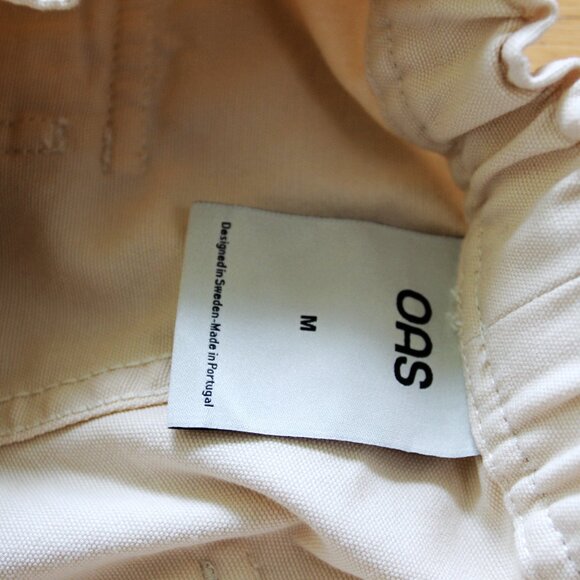 OAS
M
Designed in Sweden-Made in Portugal